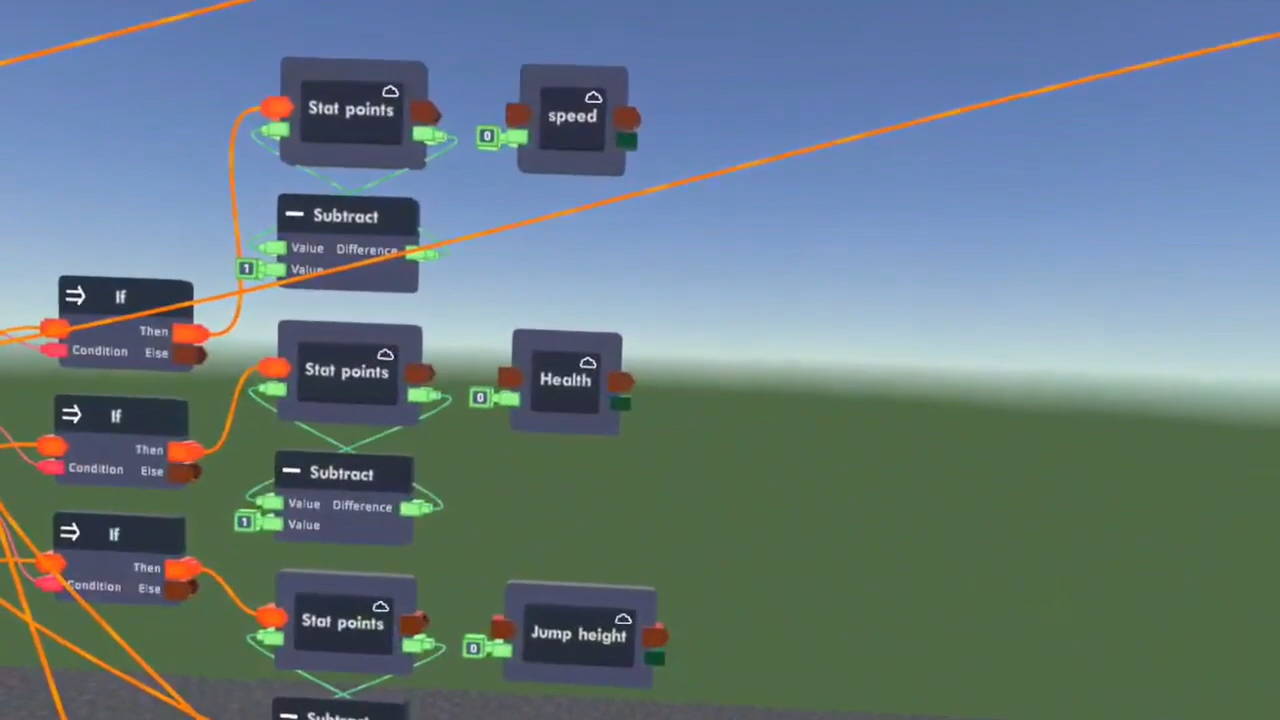 Stat points
0
speed
Subtract
Value Difference
1
Value
If
Then
Condition Else
Stat points
0
Health
If
Then
Condition Else
Subtract
Value Difference
1
Value
If
Then
Condition Else
Stat points
0
Jump height
Subtract